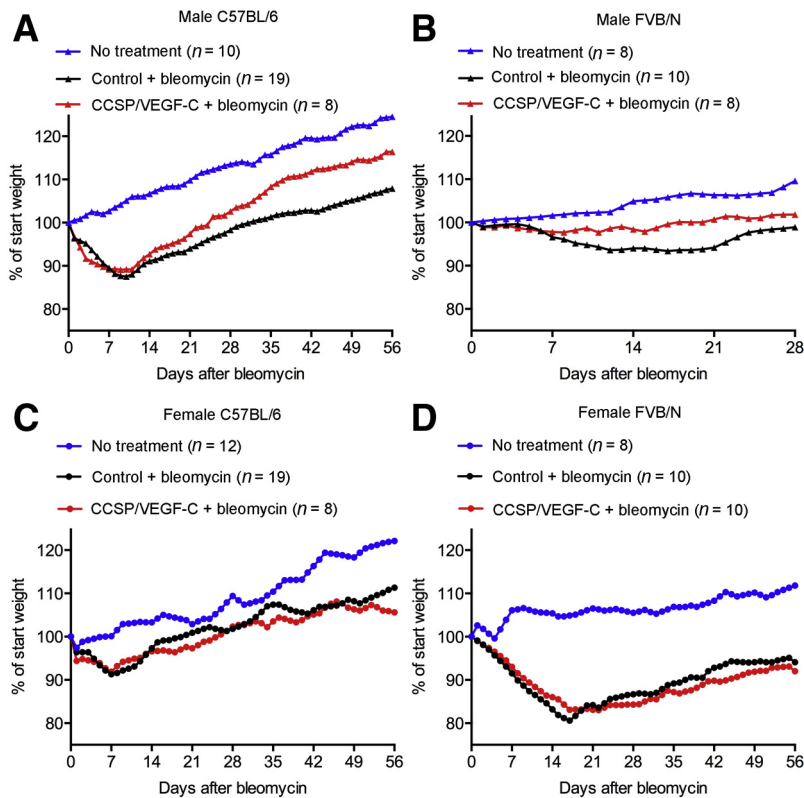 A
Male C57BL/6
No treatment (n = 10)
Control + bleomycin (n = 19)
CCSP/VEGF-C + bleomycin (n = 8)
% of start weight
120
110
100
90
80
0 7 14 21 28 35 42 49 56
Days after bleomycin
B
Male FVB/N
No treatment (n = 8)
Control + bleomycin (n = 10)
CCSP/VEGF-C + bleomycin (n = 8)
% of start weight
120
110
100
90
80
0 7 14 21 28
Days after bleomycin
C
Female C57BL/6
No treatment (n = 12)
Control + bleomycin (n = 19)
CCSP/VEGF-C + bleomycin (n = 8)
% of start weight
120
110
100
90
80
0 7 14 21 28 35 42 49 56
Days after bleomycin
D
Female FVB/N
No treatment (n = 8)
Control + bleomycin (n = 10)
CCSP/VEGF-C + bleomycin (n = 10)
% of start weight
120
110
100
90
80
0 7 14 21 28 35 42 49 56
Days after bleomycin